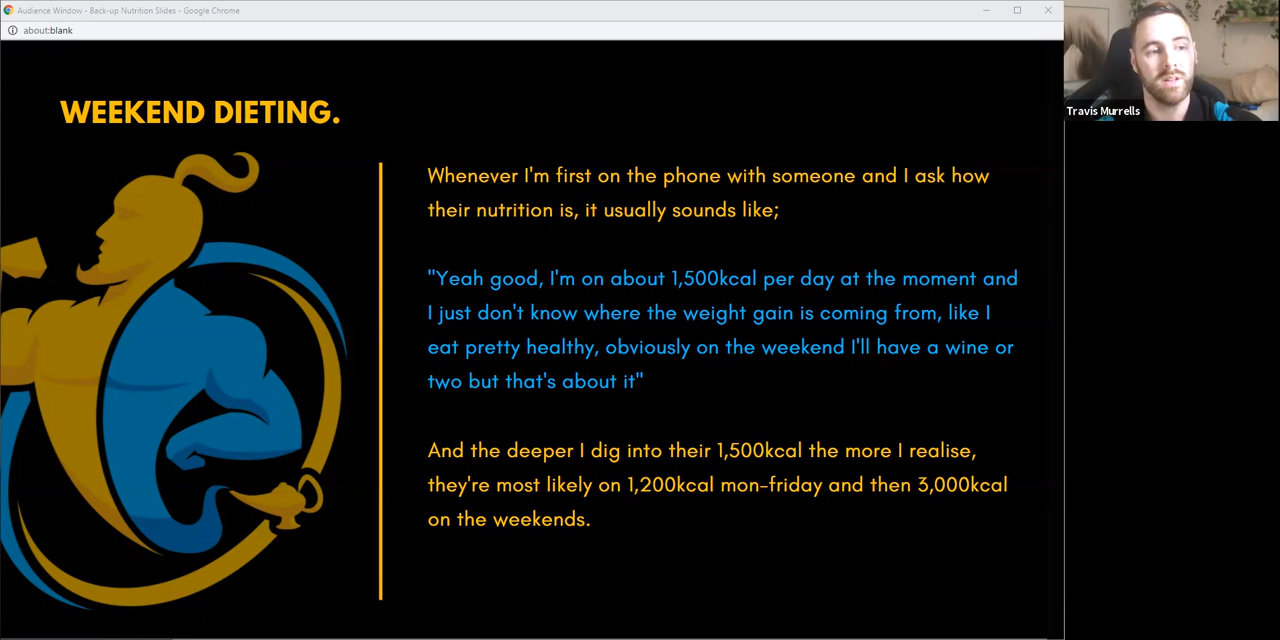 Audience Window - Back-up Nutrition Slides - Google Chrome
about:blank
Travis Murrells
WEEKEND DIETING.
Whenever I'm first on the phone with someone and I ask how
their nutrition is, it usually sounds like;
"Yeah good, I'm on about 1,500kcal per day at the moment and
I just don't know where the weight gain is coming from, like I
eat pretty healthy, obviously on the weekend I'll have a wine or
two but that's about it"
And the deeper I dig into their 1,500kcal the more I realise,
they're most likely on 1,200kcal mon-friday and then 3,000kcal
on the weekends.